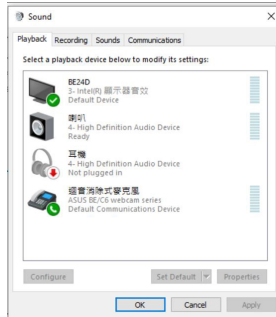 Sound
Playback Recording Sounds Communications
Select a playback device below to modify its settings:
BE24D
3- Intel(R) 顯示器音效
Default Device
喇叭
4- High Definition Audio Device
Ready
耳機
4- High Definition Audio Device
Not plugged in
迴音消除式麥克風
ASUS BE/C6 webcam series
Default Communications Device
Configure Set Default Properties
OK Cancel Apply